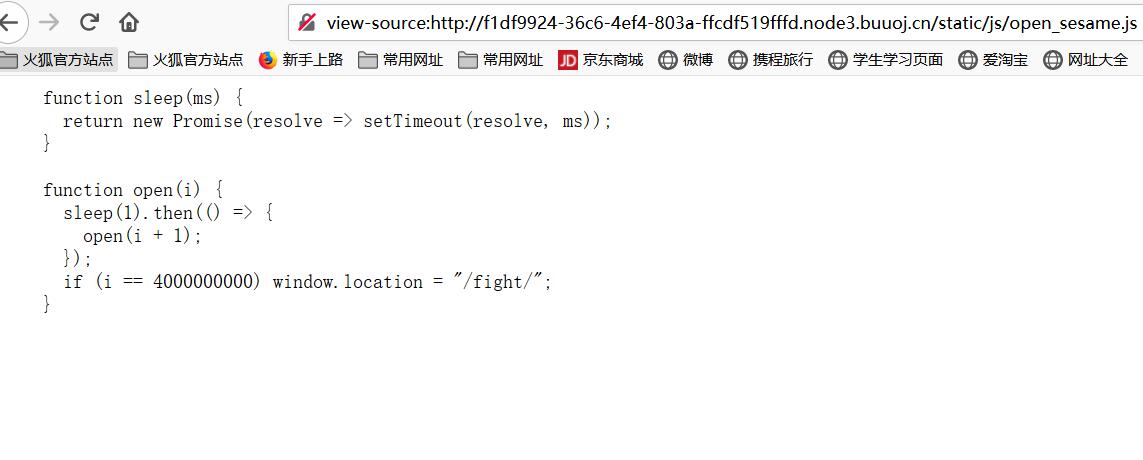 view-source:http://f1df9924-36c6-4ef4-803a-ffcdf519fffd.node3.buuoj.cn/static/js/open_sesame.js
火狐官方站点 火狐官方站点 新手上路 常用网址 常用网址 JD 京东商城 微博 携程旅行 学生学习页面 爱淘宝 网址大全
function sleep(ms) {
  return new Promise(resolve => setTimeout(resolve, ms));
}
function open(i) {
  sleep(1).then(() => {
    open(i + 1);
  });
  if (i == 4000000000) window.location = "/fight/";
}